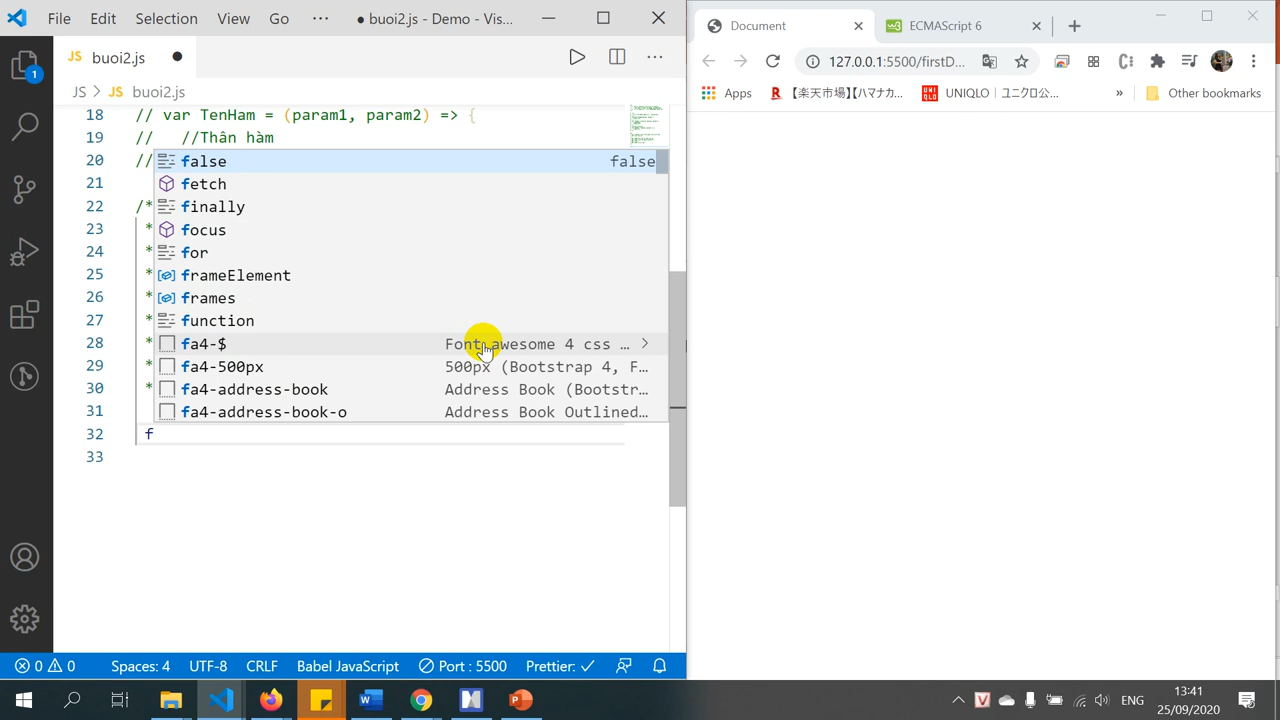 File Edit Selection View Go ··· ● buoi2.js - Demo - Vis...
JS buoi2.js ●
JS > JS buoi2.js
18 // var TenHam = (param1, param2) => {
19 // //Thân hàm
20 //
21
22 /*
23 *
24 *
25 *
26 *
27 *
28 *
29 *
30 *
31
32 f
33
false false
fetch
finally
focus
for
frameElement
frames
function
fa4-$ Font awesome 4 css … >
fa4-500px 500px (Bootstrap 4, F…
fa4-address-book Address Book (Bootstr…
fa4-address-book-o Address Book Outlined…
1
0 0 Spaces: 4 UTF-8 CRLF Babel JavaScript Port : 5500 Prettier: ✓
Document
ECMAScript 6
127.0.0.1:5500/firstD...
Apps 【楽天市場】【ハマナカ... UNIQLO | ユニクロ公... » Other bookmarks
ENG
13:41
25/09/2020